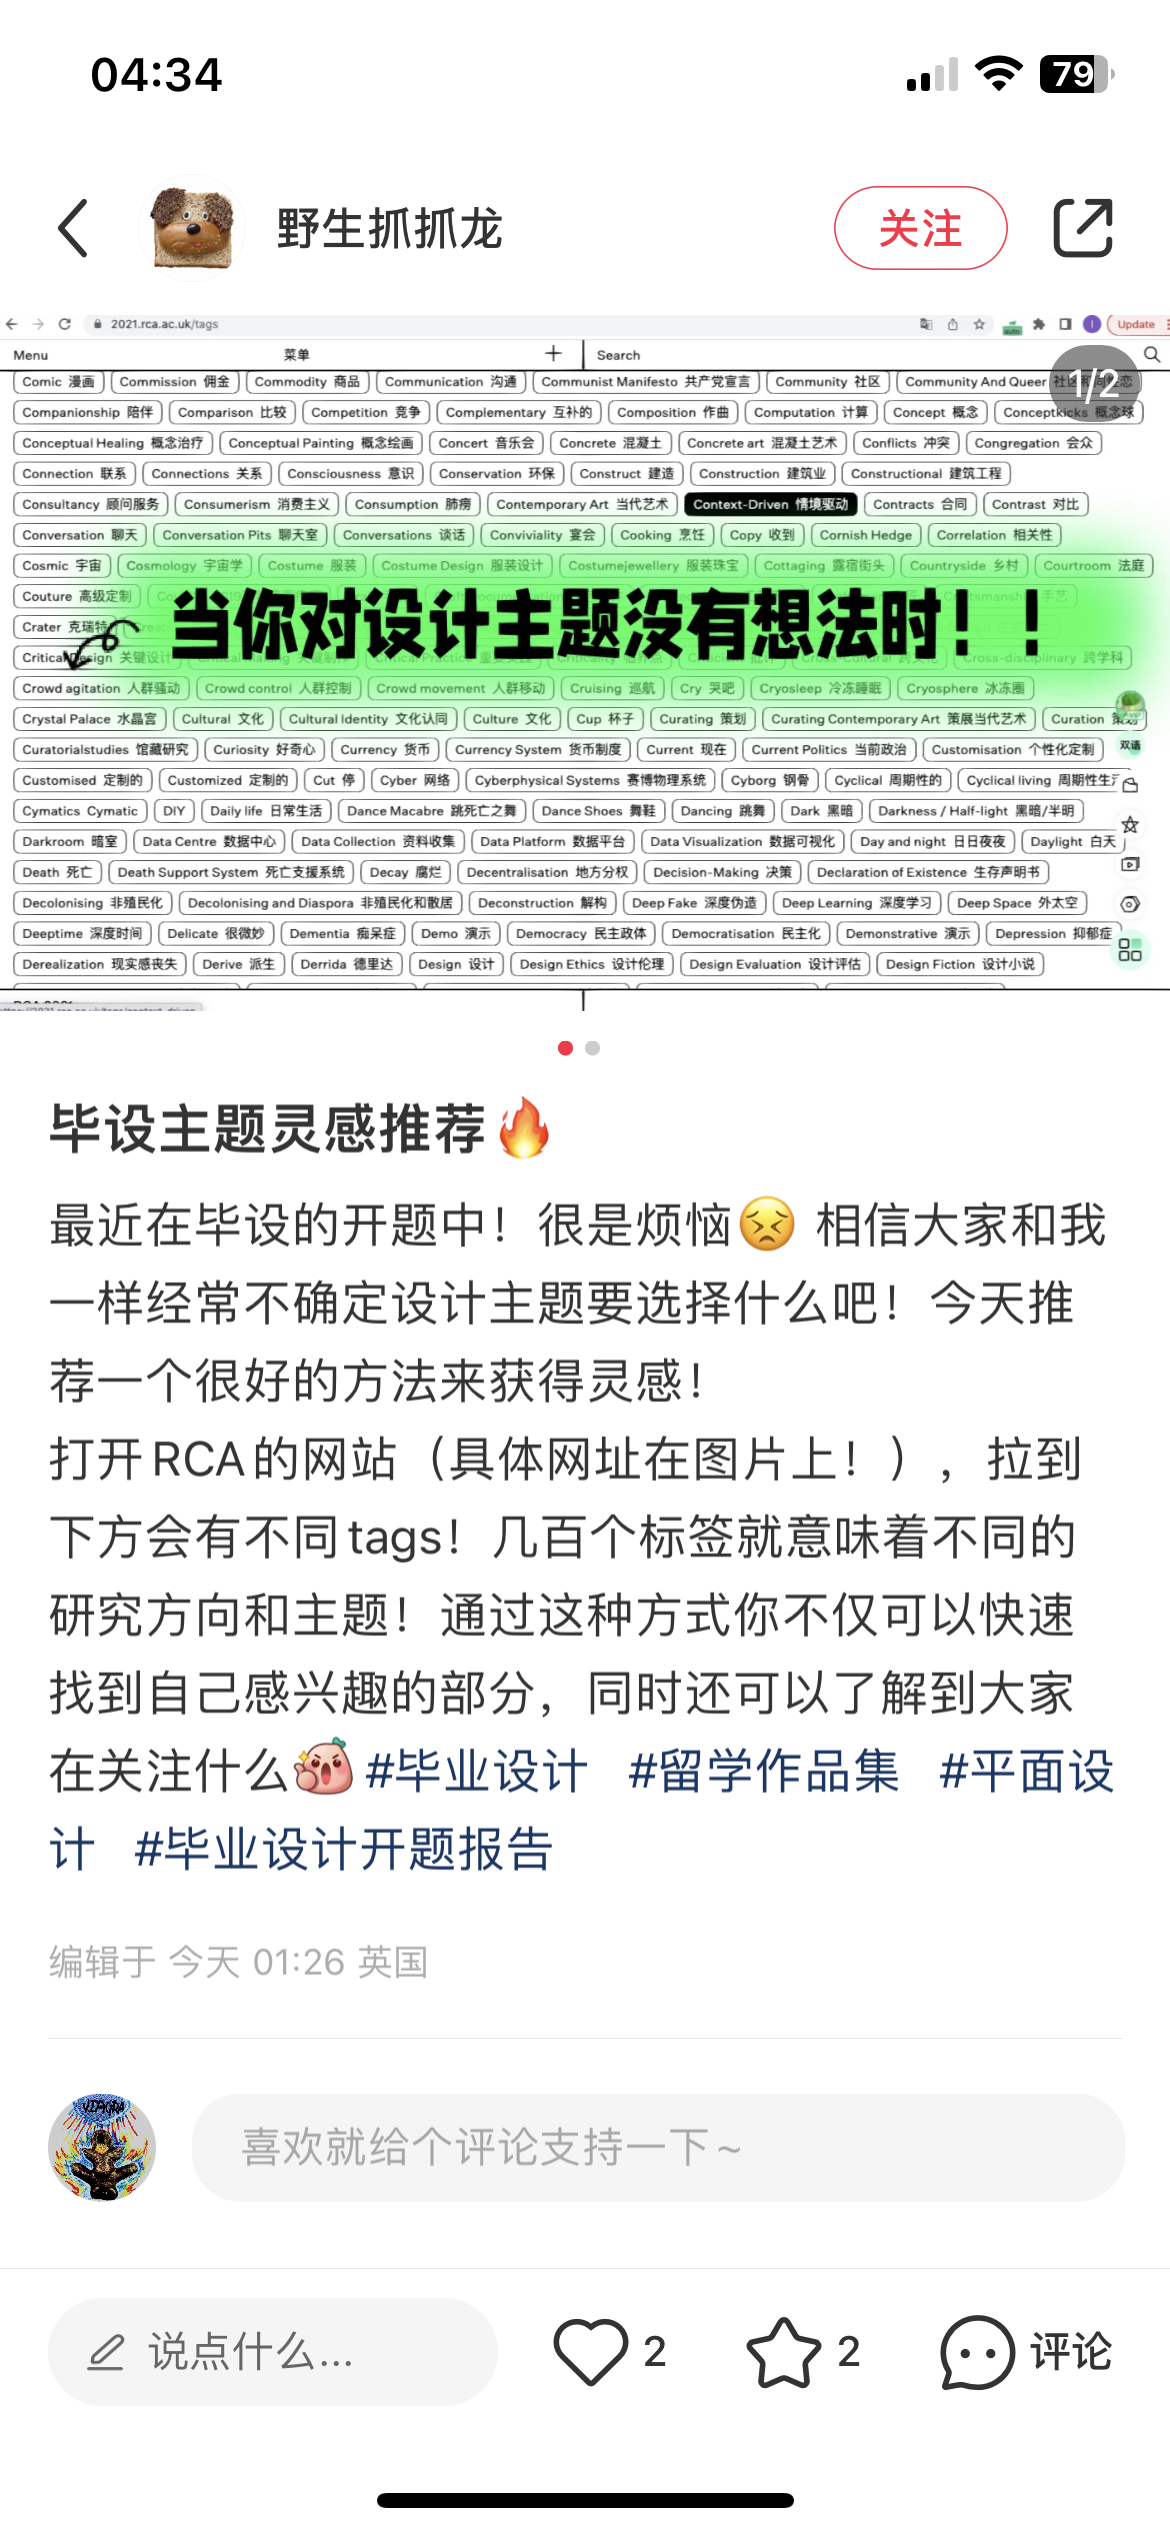 04:34
79
野生抓抓龙
关注
2021.rca.ac.uk/tags
Update
Menu 菜单 Search
1/2
Comic 漫画 Commission 佣金 Commodity 商品 Communication 沟通 Communist Manifesto 共产党宣言 Community 社区 Community And Queer
Companionship 陪伴 Comparison 比较 Competition 竞争 Complementary 互补的 Composition 作曲 Computation 计算 Concept 概念 Conceptkicks 概念球
Conceptual Healing 概念治疗 Conceptual Painting 概念绘画 Concert 音乐会 Concrete 混凝土 Concrete art 混凝土艺术 Conflicts 冲突 Congregation 会众
Connection 联系 Connections 关系 Consciousness 意识 Conservation 环保 Construct 建造 Construction 建筑业 Constructional 建筑工程
Consultancy 顾问服务 Consumerism 消费主义 Consumption 肺痨 Contemporary Art 当代艺术 Context-Driven 情境驱动 Contracts 合同 Contrast 对比
Conversation 聊天 Conversation Pits 聊天室 Conversations 谈话 Conviviality 宴会 Cooking 烹饪 Copy 收到 Cornish Hedge Correlation 相关性
Cosmic 宇宙 Cosmology 宇宙学 Costume 服装 Costume Design 服装设计 Costumejewellery 服装珠宝 Cottaging 露宿街头 Countryside 乡村 Courtroom 法庭
Couture 高级定制
当你对设计主题没有想法时！！
Crater 克瑞特
Critical Design 关键设计 Cross-disciplinary 跨学科
Crowd agitation 人群骚动 Crowd control 人群控制 Crowd movement 人群移动 Cruising 巡航 Cry 哭吧 Cryosleep 冷冻睡眠 Cryosphere 冰冻圈
Crystal Palace 水晶宫 Cultural 文化 Cultural Identity 文化认同 Culture 文化 Cup 杯子 Curating 策划 Curating Contemporary Art 策展当代艺术 Curation
Curatorialstudies 馆藏研究 Curiosity 好奇心 Currency 货币 Currency System 货币制度 Current 现在 Current Politics 当前政治 Customisation 个性化定制
双语
Customised 定制的 Customized 定制的 Cut 停 Cyber 网络 Cyberphysical Systems 赛博物理系统 Cyborg 钢骨 Cyclical 周期性的 Cyclical living 周期性生
Cymatics Cymatic DIY Daily life 日常生活 Dance Macabre 跳死亡之舞 Dance Shoes 舞鞋 Dancing 跳舞 Dark 黑暗 Darkness / Half-light 黑暗/半明
Darkroom 暗室 Data Centre 数据中心 Data Collection 资料收集 Data Platform 数据平台 Data Visualization 数据可视化 Day and night 日日夜夜 Daylight 白天
Death 死亡 Death Support System 死亡支援系统 Decay 腐烂 Decentralisation 地方分权 Decision-Making 决策 Declaration of Existence 生存声明书
Decolonising 非殖民化 Decolonising and Diaspora 非殖民化和散居 Deconstruction 解构 Deep Fake 深度伪造 Deep Learning 深度学习 Deep Space 外太空
Deeptime 深度时间 Delicate 很微妙 Dementia 痴呆症 Demo 演示 Democracy 民主政体 Democratisation 民主化 Demonstrative 演示 Depression 抑郁症
Derealization 现实感丧失 Derive 派生 Derrida 德里达 Design 设计 Design Ethics 设计伦理 Design Evaluation 设计评估 Design Fiction 设计小说
毕设主题灵感推荐🔥
最近在毕设的开题中！很是烦恼😣 相信大家和我
一样经常不确定设计主题要选择什么吧！今天推
荐一个很好的方法来获得灵感！
打开RCA的网站（具体网址在图片上！），拉到
下方会有不同tags！几百个标签就意味着不同的
研究方向和主题！通过这种方式你不仅可以快速
找到自己感兴趣的部分，同时还可以了解到大家
在关注什么 #毕业设计 #留学作品集 #平面设
计 #毕业设计开题报告
编辑于 今天 01:26 英国
喜欢就给个评论支持一下~
说点什么... 2 2 评论